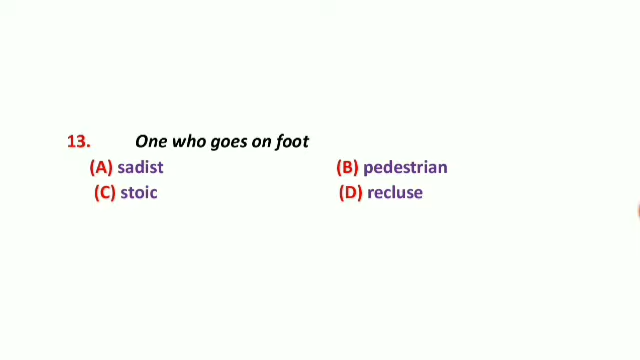 13. One who goes on foot
(A) sadist (B) pedestrian
(C) stoic (D) recluse